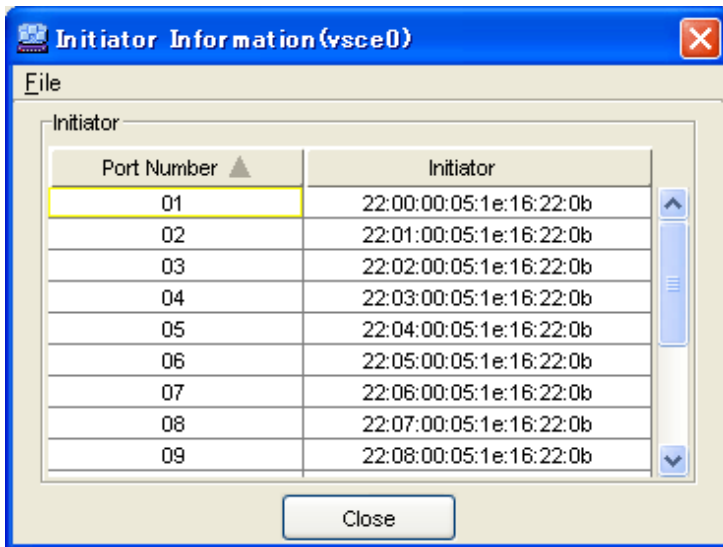 Initiator Information(vsce0)
File
Initiator
Port Number Initiator
01 22:00:00:05:1e:16:22:0b
02 22:01:00:05:1e:16:22:0b
03 22:02:00:05:1e:16:22:0b
04 22:03:00:05:1e:16:22:0b
05 22:04:00:05:1e:16:22:0b
06 22:05:00:05:1e:16:22:0b
07 22:06:00:05:1e:16:22:0b
08 22:07:00:05:1e:16:22:0b
09 22:08:00:05:1e:16:22:0b
Close